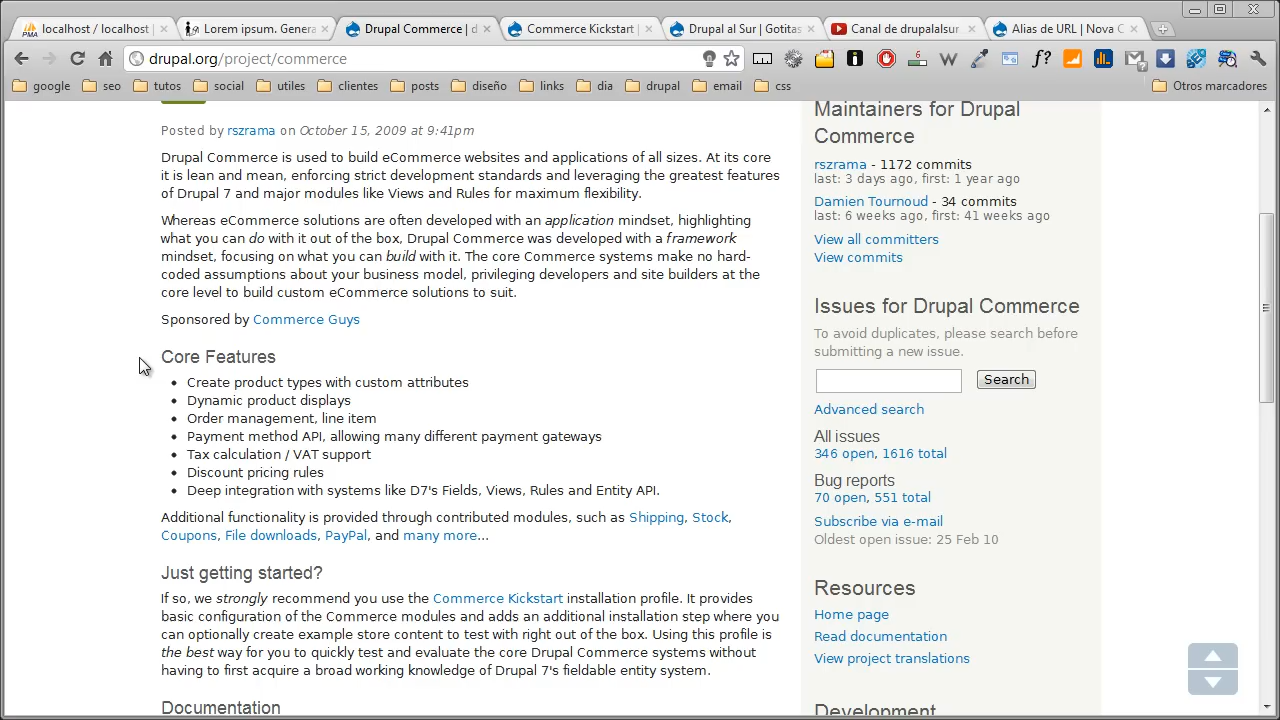 localhost / localhost |
Lorem ipsum. Genera
Drupal Commerce | d
Commerce Kickstart |
Drupal al Sur | Gotitas
Canal de drupalsur
Alias de URL | Nova C
drupal.org/project/commerce
google
seo
tutos
social
utiles
clientes
posts
diseño
links
dia
drupal
email
css
Otros marcadores
Posted by rszrama on October 15, 2009 at 9:41pm
Drupal Commerce is used to build eCommerce websites and applications of all sizes. At its core
it is lean and mean, enforcing strict development standards and leveraging the greatest features
of Drupal 7 and major modules like Views and Rules for maximum flexibility.
Whereas eCommerce solutions are often developed with an application mindset, highlighting
what you can do with it out of the box, Drupal Commerce was developed with a framework
mindset, focusing on what you can build with it. The core Commerce systems make no hard-
coded assumptions about your business model, privileging developers and site builders at the
core level to build custom eCommerce solutions to suit.
Sponsored by Commerce Guys
Core Features
Create product types with custom attributes
Dynamic product displays
Order management, line item
Payment method API, allowing many different payment gateways
Tax calculation / VAT support
Discount pricing rules
Deep integration with systems like D7's Fields, Views, Rules and Entity API.
Additional functionality is provided through contributed modules, such as Shipping, Stock,
Coupons, File downloads, PayPal, and many more...
Just getting started?
If so, we strongly recommend you use the Commerce Kickstart installation profile. It provides
basic configuration of the Commerce modules and adds an additional installation step where you
can optionally create example store content to test with right out of the box. Using this profile is
the best way for you to quickly test and evaluate the core Drupal Commerce systems without
having to first acquire a broad working knowledge of Drupal 7's fieldable entity system.
Documentation
Maintainers for Drupal
Commerce
rszrama - 1172 commits
last: 3 days ago, first: 1 year ago
Damien Tournoud - 34 commits
last: 6 weeks ago, first: 41 weeks ago
View all committers
View commits
Issues for Drupal Commerce
To avoid duplicates, please search before
submitting a new issue.
Search
Advanced search
All issues
346 open, 1616 total
Bug reports
70 open, 551 total
Subscribe via e-mail
Oldest open issue: 25 Feb 10
Resources
Home page
Read documentation
View project translations
Development